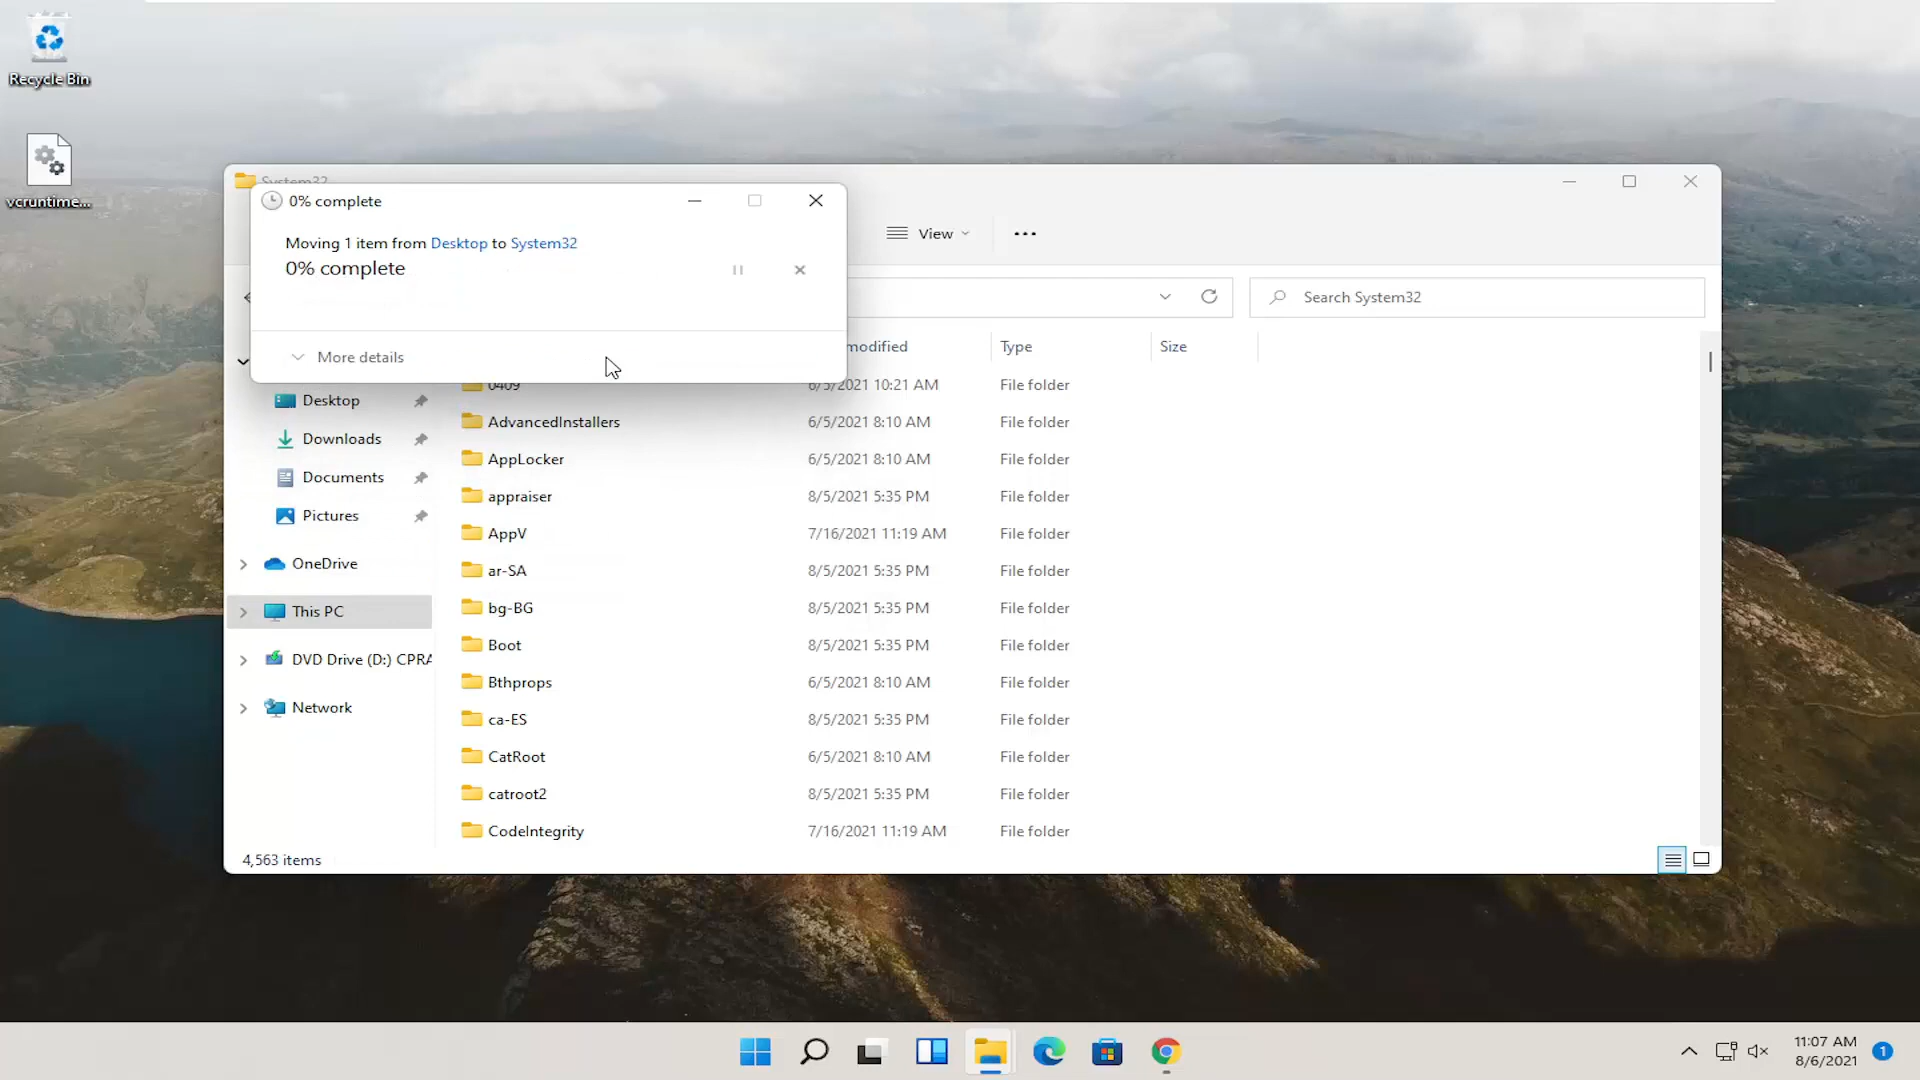 Recycle Bin
vcruntime...
System32
0% complete
Moving 1 item from Desktop to System32
0% complete
More details
View
Search System32
modified
Type
Size
0409
6/5/2021 10:21 AM
File folder
AdvancedInstallers
6/5/2021 8:10 AM
File folder
AppLocker
6/5/2021 8:10 AM
File folder
appraiser
8/5/2021 5:35 PM
File folder
AppV
7/16/2021 11:19 AM
File folder
ar-SA
8/5/2021 5:35 PM
File folder
bg-BG
8/5/2021 5:35 PM
File folder
Boot
8/5/2021 5:35 PM
File folder
Bthprops
6/5/2021 8:10 AM
File folder
ca-ES
8/5/2021 5:35 PM
File folder
CatRoot
6/5/2021 8:10 AM
File folder
catroot2
8/5/2021 5:35 PM
File folder
CodeIntegrity
7/16/2021 11:19 AM
File folder
Desktop
Downloads
Documents
Pictures
OneDrive
This PC
DVD Drive (D:) CPRA
Network
4,563 items
11:07 AM
8/6/2021
1